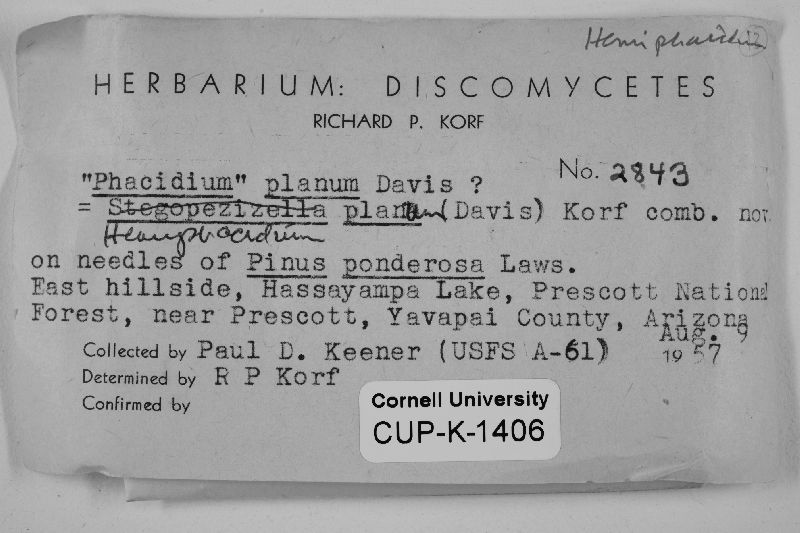 Hemiphacidium
HERBARIUM: DISCOMYCETES
RICHARD P. KORF
No. 2843
"Phacidium" planum Davis ?
= Stegopezizella planum (Davis) Korf comb. nov.
Hemiphacidium
on needles of Pinus ponderosa Laws.
East hillside, Hassayampa Lake, Prescott National
Forest, near Prescott, Yavapai County, Arizona
Aug. 9
Collected by Paul D. Keener (USFS A-61) 1957
Determined by R P Korf
Confirmed by
Cornell University
CUP-K-1406